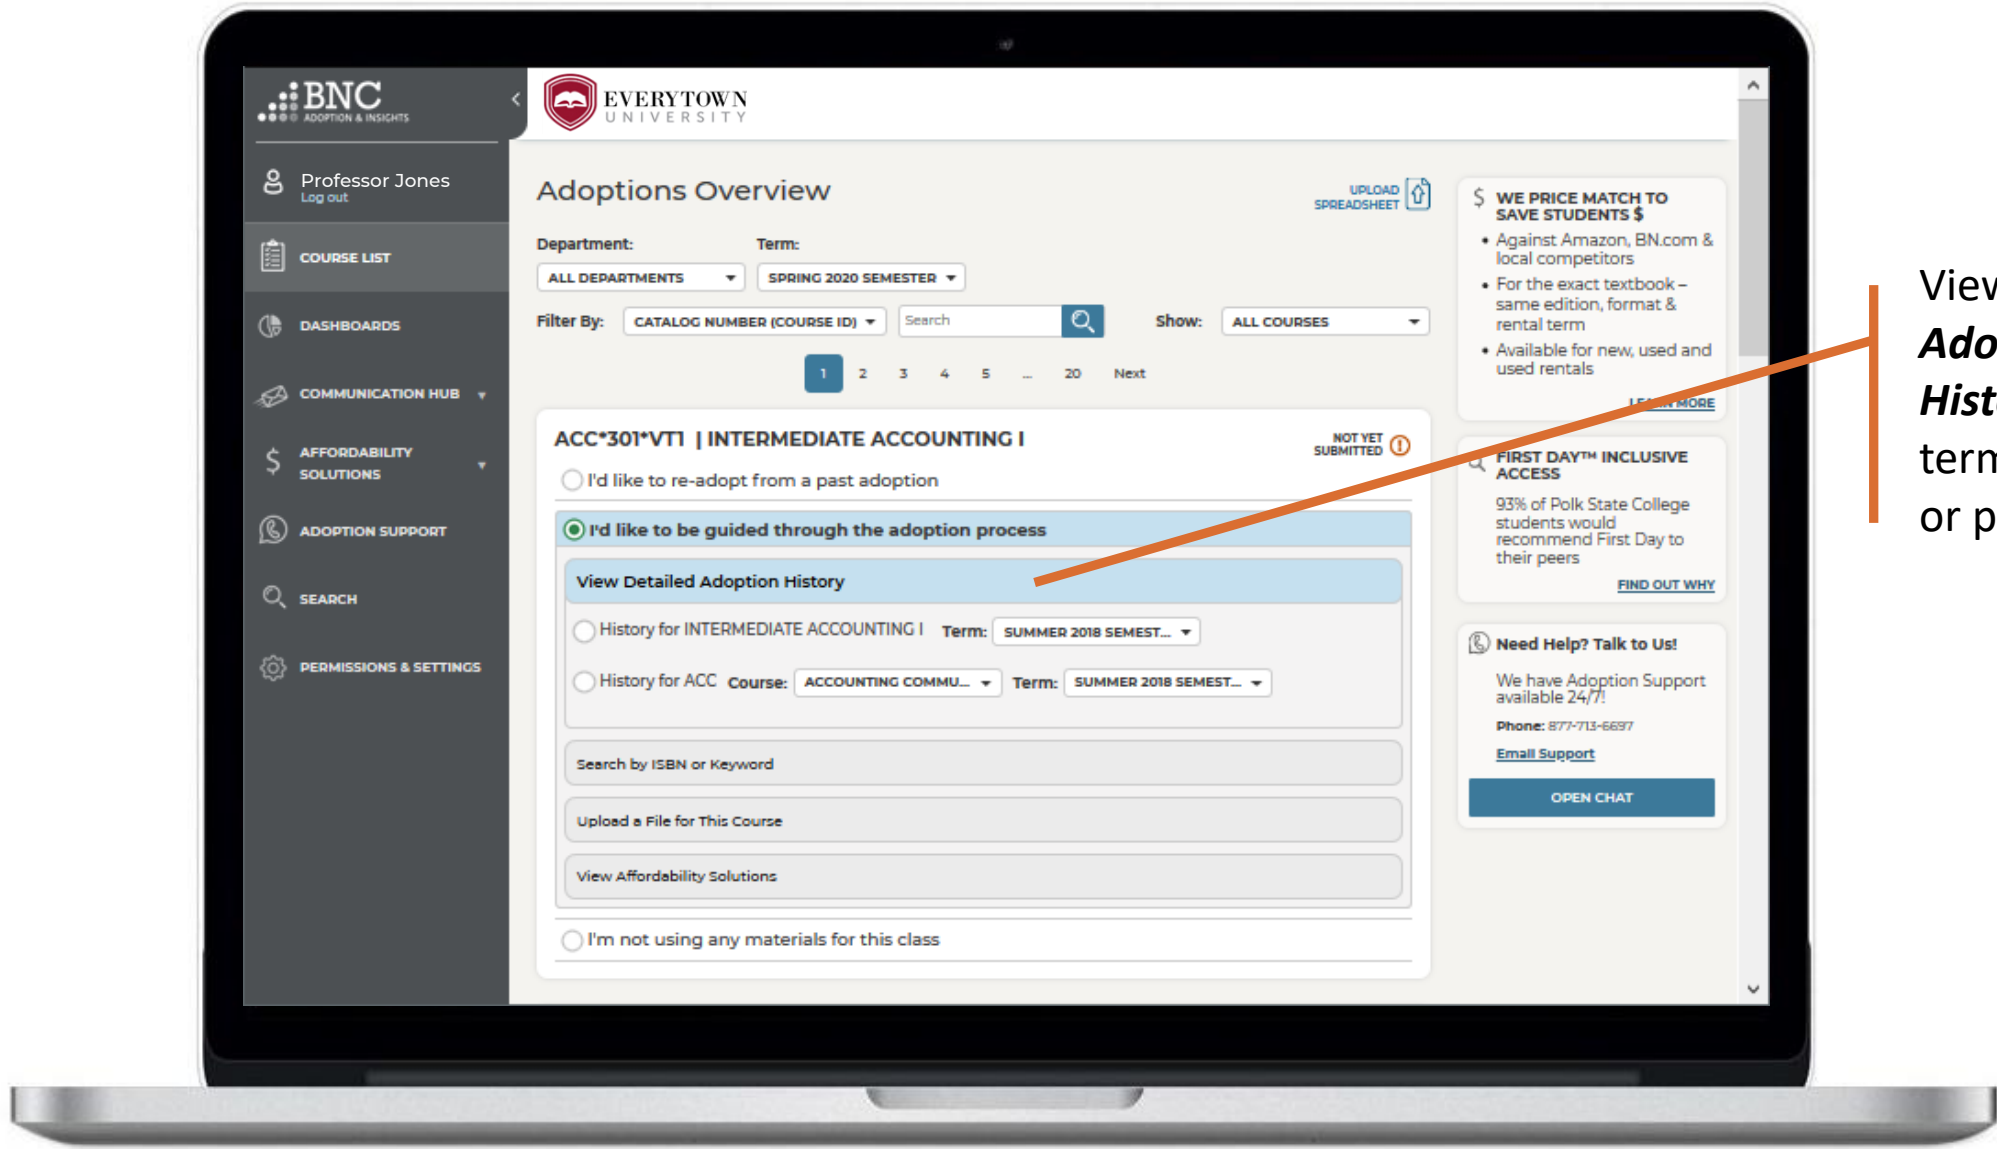 BNC
ADOPTION & INSIGHTS
Professor Jones
Log out
COURSE LIST
DASHBOARDS
COMMUNICATION HUB
AFFORDABILITY
SOLUTIONS
ADOPTION SUPPORT
SEARCH
PERMISSIONS & SETTINGS
EVERYTOWN
UNIVERSITY
Adoptions Overview
UPLOAD
SPREADSHEET
Department: Term:
ALL DEPARTMENTS SPRING 2020 SEMESTER
Filter By: CATALOG NUMBER (COURSE ID) Search Show: ALL COURSES
1 2 3 4 5 ... 20 Next
ACC*301*VT1 | INTERMEDIATE ACCOUNTING I
NOT YET
SUBMITTED
I'd like to re-adopt from a past adoption
I'd like to be guided through the adoption process
View Detailed Adoption History
History for INTERMEDIATE ACCOUNTING I Term: SUMMER 2018 SEMEST...
History for ACC Course: ACCOUNTING COMMU... Term: SUMMER 2018 SEMEST...
Search by ISBN or Keyword
Upload a File for This Course
View Affordability Solutions
I'm not using any materials for this class
$ WE PRICE MATCH TO
SAVE STUDENTS $
• Against Amazon, BN.com &
local competitors
• For the exact textbook –
same edition, format &
rental term
• Available for new, used and
used rentals
LEARN MORE
FIRST DAY™ INCLUSIVE
ACCESS
93% of Polk State College
students would
recommend First Day to
their peers
FIND OUT WHY
Need Help? Talk to Us!
We have Adoption Support
available 24/7!
Phone: 877-713-6697
Email Support
OPEN CHAT
View
Ado
Hist
term
or p